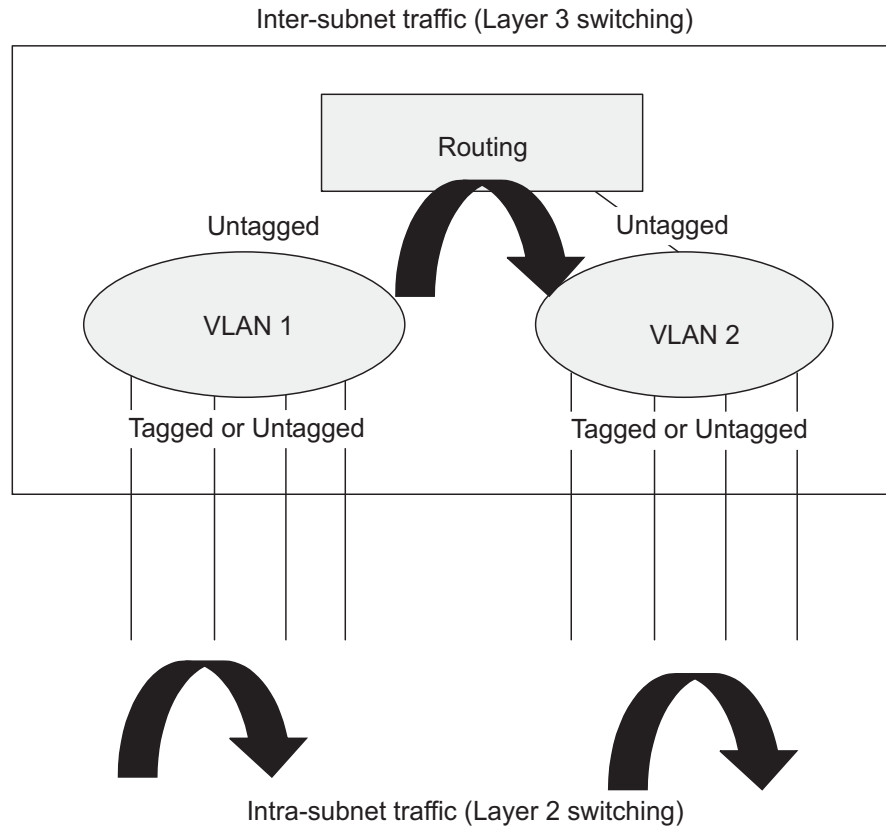 Inter-subnet traffic (Layer 3 switching)
Routing
Untagged
Untagged
VLAN 1
VLAN 2
Tagged or Untagged
Tagged or Untagged
Intra-subnet traffic (Layer 2 switching)